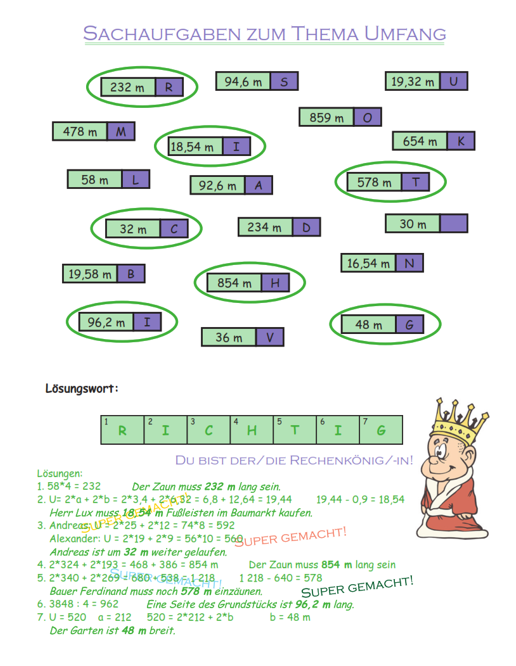 SACHAUFGABEN ZUM THEMA UMFANG
232 m R
94,6 m S
19,32 m U
859 m O
478 m M
18,54 m I
654 m K
58 m L
92,6 m A
578 m T
32 m C
234 m D
30 m
16,54 m N
19,58 m B
854 m H
96,2 m I
48 m G
36 m V
Lösungswort:
1 R 2 I 3 C 4 H 5 T 6 I 7 G
DU BIST DER/DIE RECHENKÖNIG/-IN!
Lösungen:
1. 58*4 = 232 Der Zaun muss 232 m lang sein.
2. U= 2*a + 2*b = 2*3,4 + 2*6,32 = 6,8 + 12,64 = 19,44 19,44 - 0,9 = 18,54
Herr Lux muss 18,54 m Fußleisten im Baumarkt kaufen.
SUPER GEMACHT!
3. Andreas: U = 2*25 + 2*12 = 74*8 = 592
Alexander: U = 2*19 + 2*9 = 56*10 = 560
SUPER GEMACHT!
Andreas ist um 32 m weiter gelaufen.
4. 2*324 + 2*193 = 468 + 386 = 854 m Der Zaun muss 854 m lang sein
5. 2*340 + 2*269 = 680 + 538 = 1 218 1 218 - 640 = 578
SUPER GEMACHT!
Bauer Ferdinand muss noch 578 m einzäunen.
SUPER GEMACHT!
6. 3848 : 4 = 962 Eine Seite des Grundstücks ist 96,2 m lang.
7. U = 520 a = 212 520 = 2*212 + 2*b b = 48 m
Der Garten ist 48 m breit.